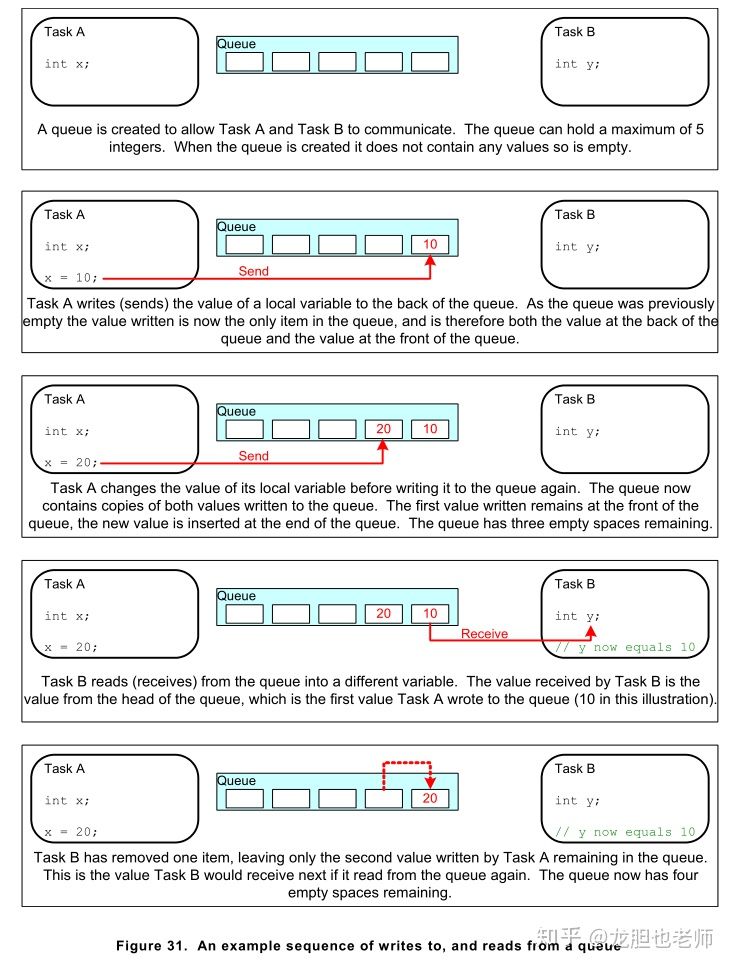 Task A
int x;
Queue
Task B
int y;
A queue is created to allow Task A and Task B to communicate.  The queue can hold a maximum of 5
integers.  When the queue is created it does not contain any values so is empty.
Task A
int x;
x = 10;
Queue
10
Send
Task B
int y;
Task A writes (sends) the value of a local variable to the back of the queue.  As the queue was previously
empty the value written is now the only item in the queue, and is therefore both the value at the back of the
queue and the value at the front of the queue.
Task A
int x;
x = 20;
Queue
20 10
Send
Task B
int y;
Task A changes the value of its local variable before writing it to the queue again.  The queue now
contains copies of both values written to the queue.  The first value written remains at the front of the
queue, the new value is inserted at the end of the queue.  The queue has three empty spaces remaining.
Task A
int x;
x = 20;
Queue
20 10
Receive
Task B
int y;
// y now equals 10
Task B reads (receives) from the queue into a different variable.  The value received by Task B is the
value from the head of the queue, which is the first value Task A wrote to the queue (10 in this illustration).
Task A
int x;
x = 20;
Queue
20
Task B
int y;
// y now equals 10
Task B has removed one item, leaving only the second value written by Task A remaining in the queue.
This is the value Task B would receive next if it read from the queue again.  The queue now has four
empty spaces remaining.
Figure 31.  An example sequence of writes to, and reads from a queue
知乎 @龙胆也老师